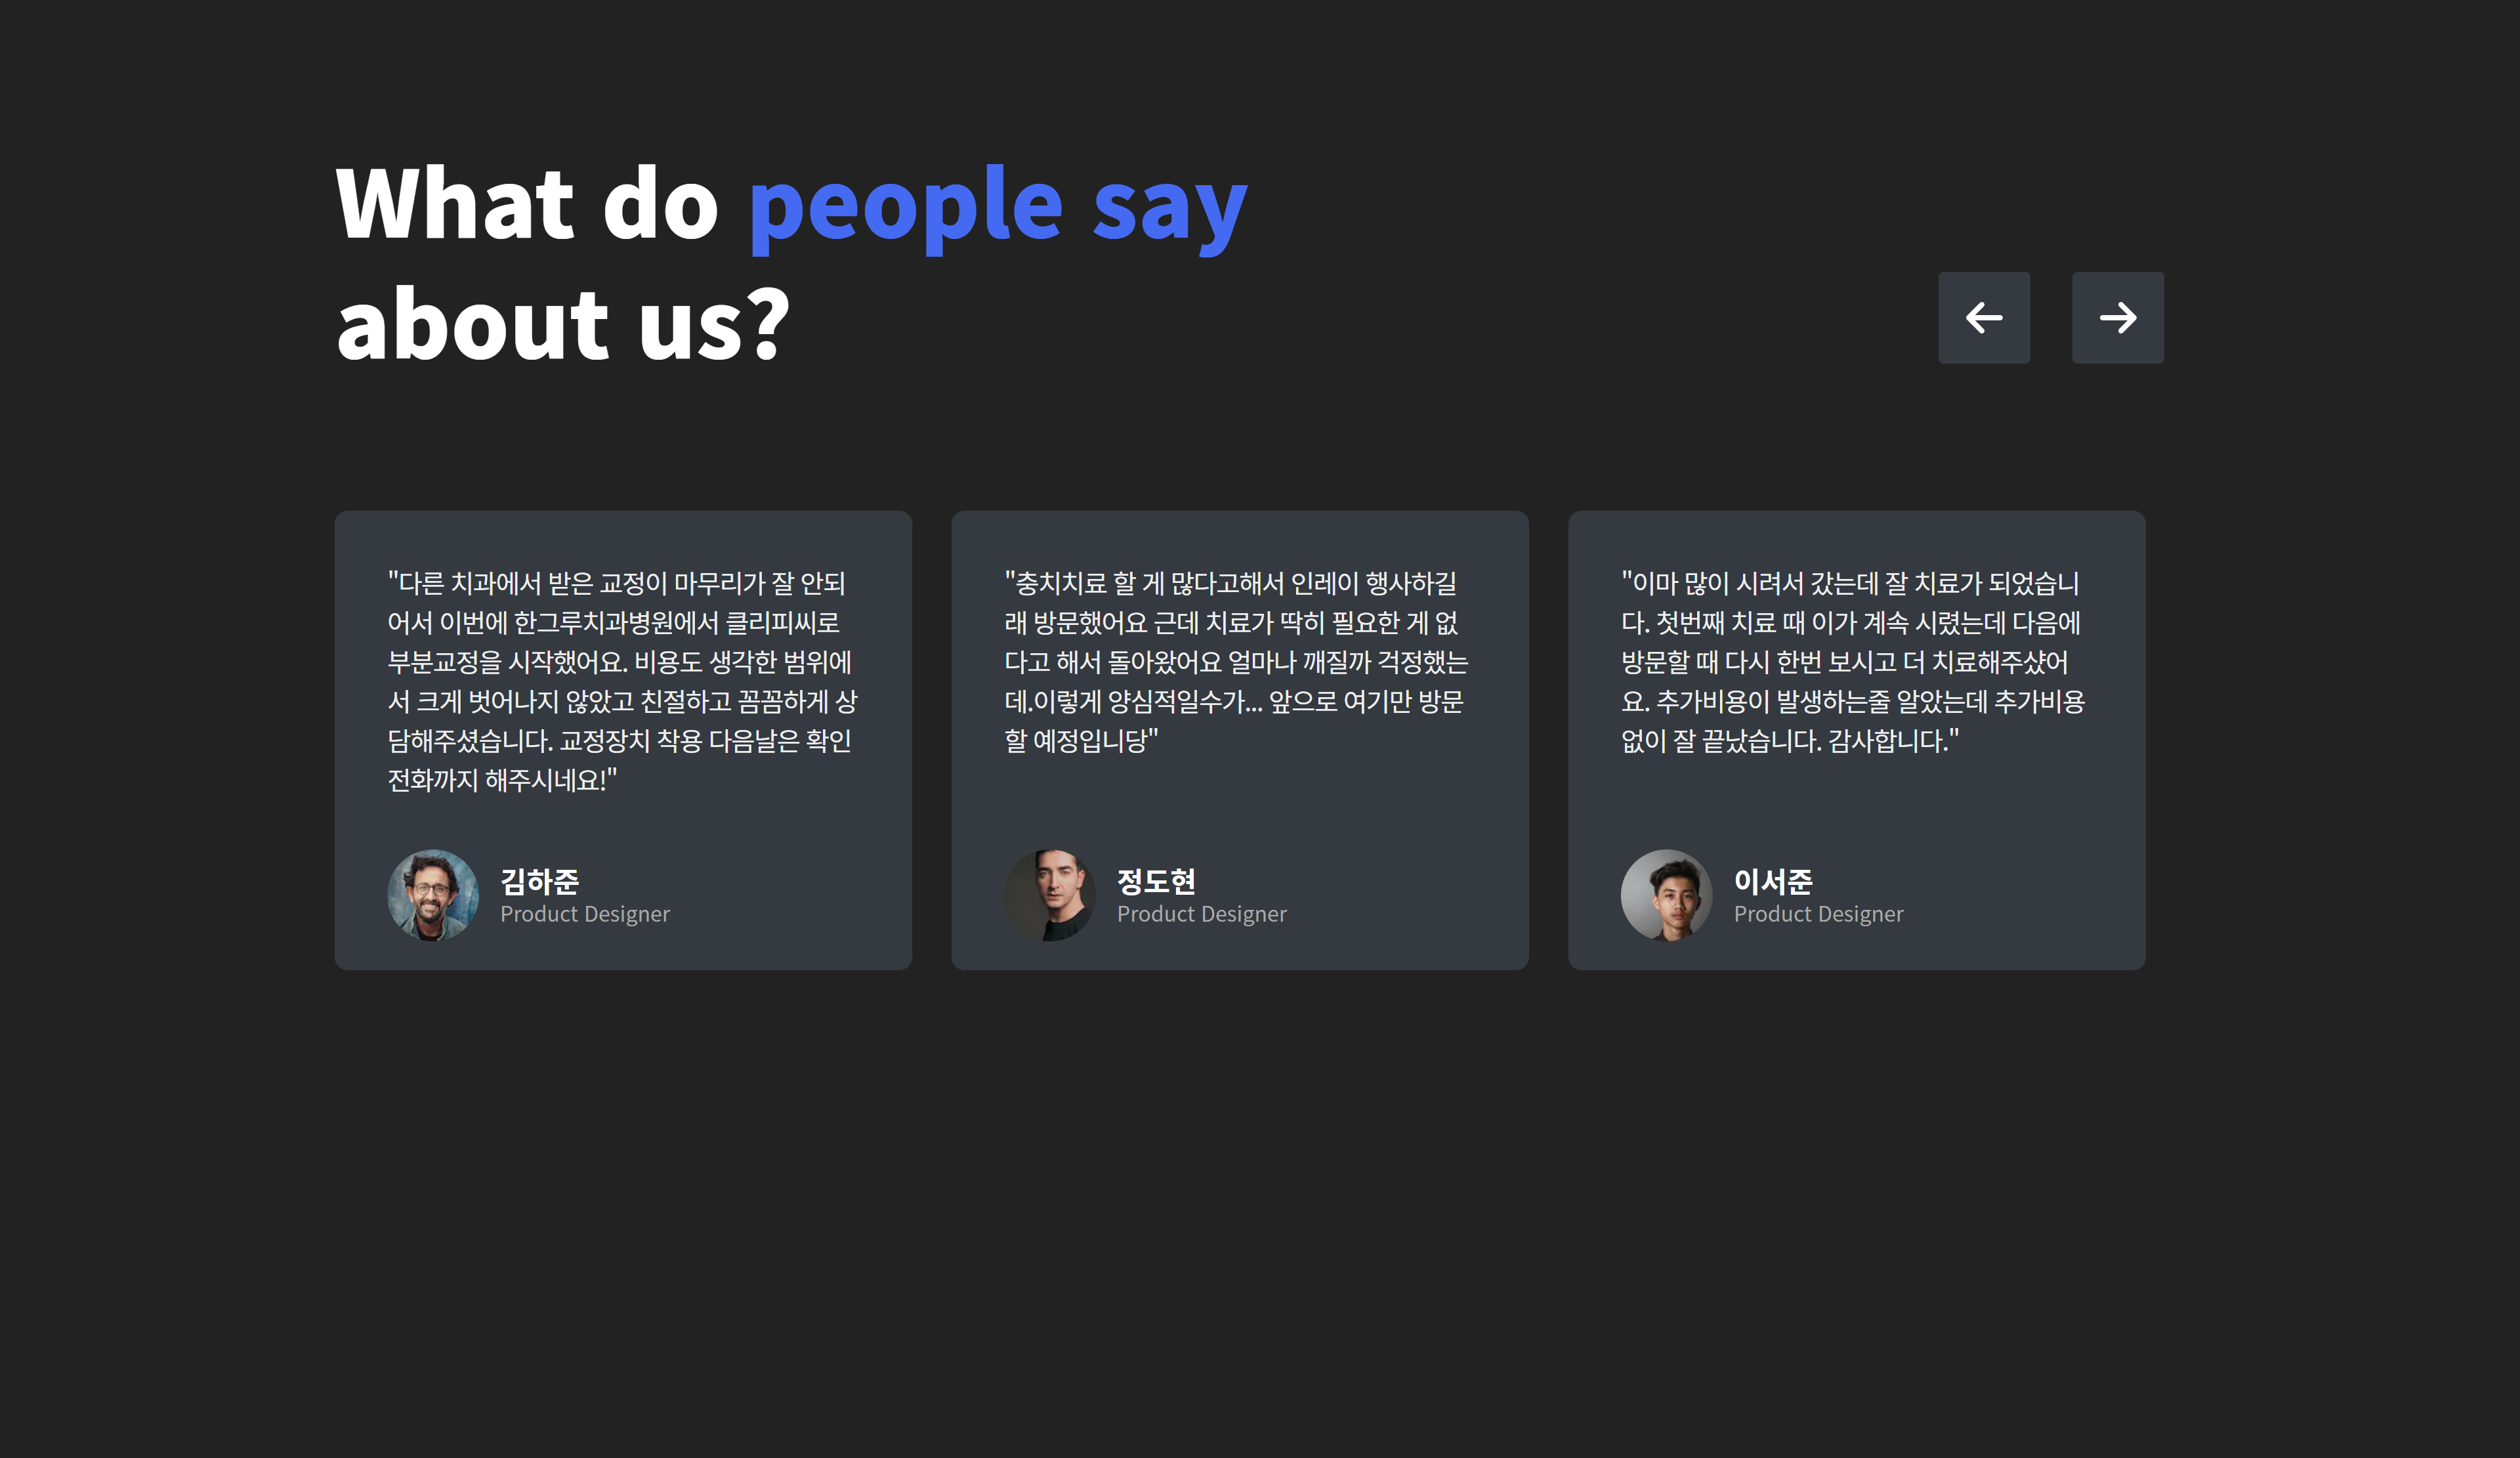 What do people say
about us?
"다른 치과에서 받은 교정이 마무리가 잘 안되
어서 이번에 한그루치과병원에서 클리피씨로
부분교정을 시작했어요. 비용도 생각한 범위에
서 크게 벗어나지 않았고 친절하고 꼼꼼하게 상
담해주셨습니다. 교정장치 착용 다음날은 확인
전화까지 해주시네요!"
김하준
Product Designer
"충치치료 할 게 많다고해서 인레이 행사하길
래 방문했어요 근데 치료가 딱히 필요한 게 없
다고 해서 돌아왔어요 얼마나 깨질까 걱정했는
데.이렇게 양심적일수가... 앞으로 여기만 방문
할 예정입니당"
정도현
Product Designer
"이마 많이 시려서 갔는데 잘 치료가 되었습니
다. 첫번째 치료 때 이가 계속 시렸는데 다음에
방문할 때 다시 한번 보시고 더 치료해주샸어
요. 추가비용이 발생하는줄 알았는데 추가비용
없이 잘 끝났습니다. 감사합니다."
이서준
Product Designer